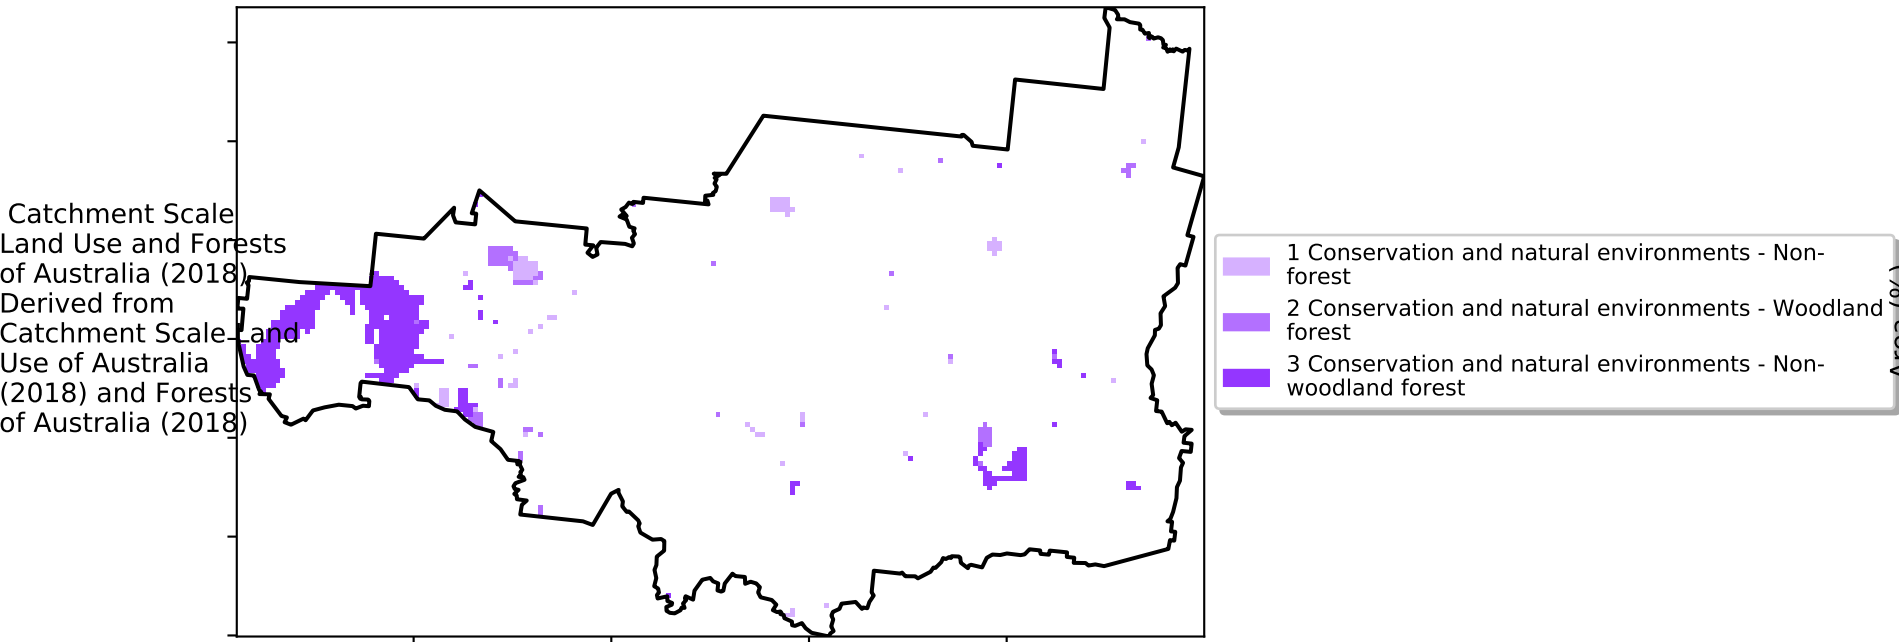 Catchment Scale
Land Use and Forests
of Australia (2018)
Derived from
Catchment Scale Land
Use of Australia
(2018) and Forests
of Australia (2018)
1 Conservation and natural environments - Non-
forest
2 Conservation and natural environments - Woodland
forest
3 Conservation and natural environments - Non-
woodland forest